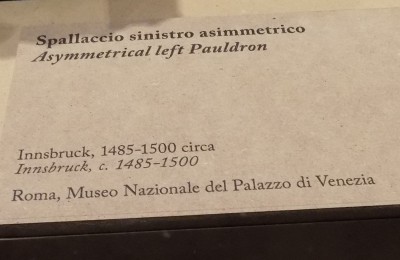 Spallaccio sinistro asimmetrico
Asymmetrical left Pauldron
Innsbruck, 1485-1500 circa
Innsbruck, c. 1485-1500
Roma, Museo Nazionale del Palazzo di Venezia